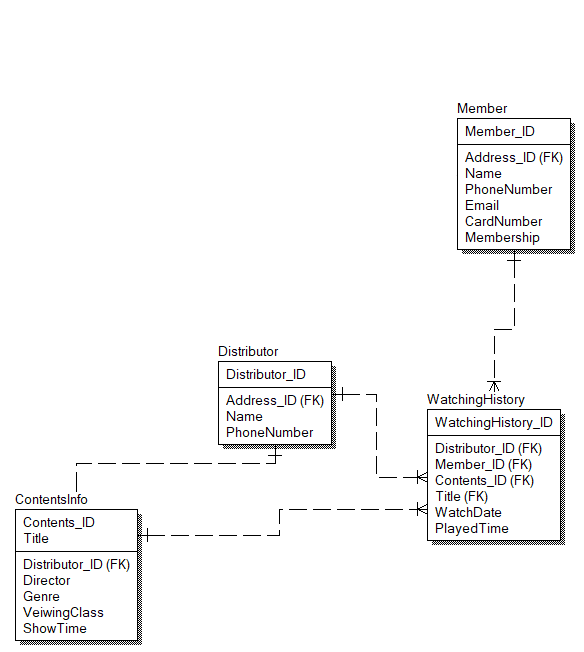 Member
Member_ID
Address_ID (FK)
Name
PhoneNumber
Email
CardNumber
Membership
Distributor
Distributor_ID
Address_ID (FK)
Name
PhoneNumber
WatchingHistory
WatchingHistory_ID
Distributor_ID (FK)
Member_ID (FK)
Contents_ID (FK)
Title (FK)
WatchDate
PlayedTime
ContentsInfo
Contents_ID
Title
Distributor_ID (FK)
Director
Genre
VeiwingClass
ShowTime